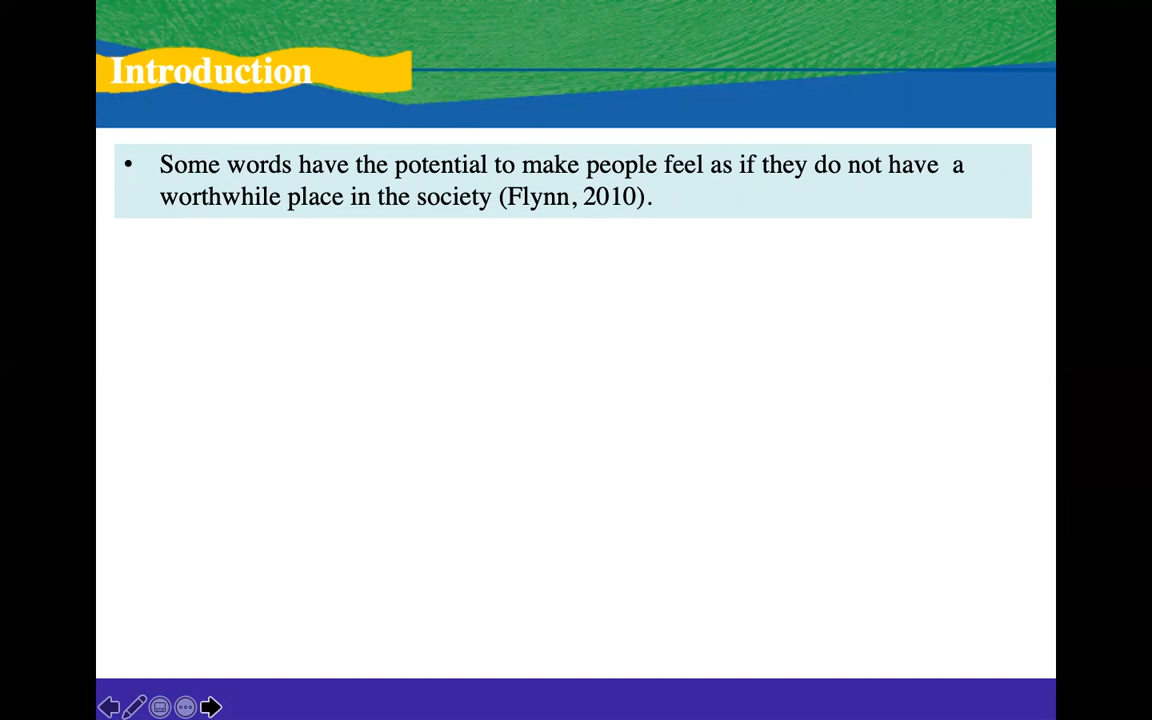 Introduction
• Some words have the potential to make people feel as if they do not have  a
worthwhile place in the society (Flynn, 2010).